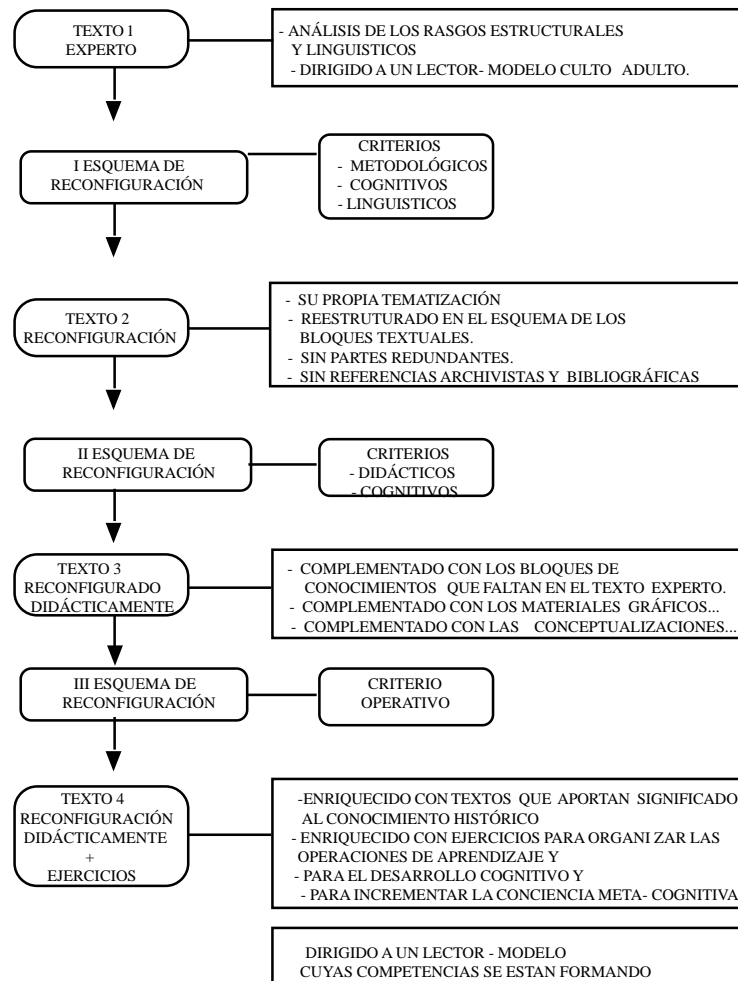 TEXTO 1
EXPERTO
- ANÁLISIS DE LOS RASGOS ESTRUCTURALES
Y LINGUISTICOS
- DIRIGIDO A UN LECTOR- MODELO CULTO ADULTO.
I ESQUEMA DE
RECONFIGURACIÓN
CRITERIOS
- METODOLÓGICOS
- COGNITIVOS
- LINGUISTICOS
TEXTO 2
RECONFIGURACIÓN
- SU PROPIA TEMATIZACIÓN
- REESTRUTURADO EN EL ESQUEMA DE LOS
BLOQUES TEXTUALES.
- SIN PARTES REDUNDANTES.
- SIN REFERENCIAS ARCHIVISTAS Y BIBLIOGRÁFICAS
II ESQUEMA DE
RECONFIGURACIÓN
CRITERIOS
- DIDÁCTICOS
- COGNITIVOS
TEXTO 3
RECONFIGURADO
DIDÁCTICAMENTE
- COMPLEMENTADO CON LOS BLOQUES DE
CONOCIMIENTOS QUE FALTAN EN EL TEXTO EXPERTO.
- COMPLEMENTADO CON LOS MATERIALES GRÁFICOS...
- COMPLEMENTADO CON LAS CONCEPTUALIZACIONES...
III ESQUEMA DE
RECONFIGURACIÓN
CRITERIO
OPERATIVO
TEXTO 4
RECONFIGURACIÓN
DIDÁCTICAMENTE
+
EJERCICIOS
-ENRIQUECIDO CON TEXTOS QUE APORTAN SIGNIFICADO
AL CONOCIMIENTO HISTÓRICO
- ENRIQUECIDO CON EJERCICIOS PARA ORGANI ZAR LAS
OPERACIONES DE APRENDIZAJE Y
- PARA EL DESARROLLO COGNITIVO Y
- PARA INCREMENTAR LA CONCIENCIA META- COGNITIVA
DIRIGIDO A UN LECTOR - MODELO
CUYAS COMPETENCIAS SE ESTAN FORMANDO